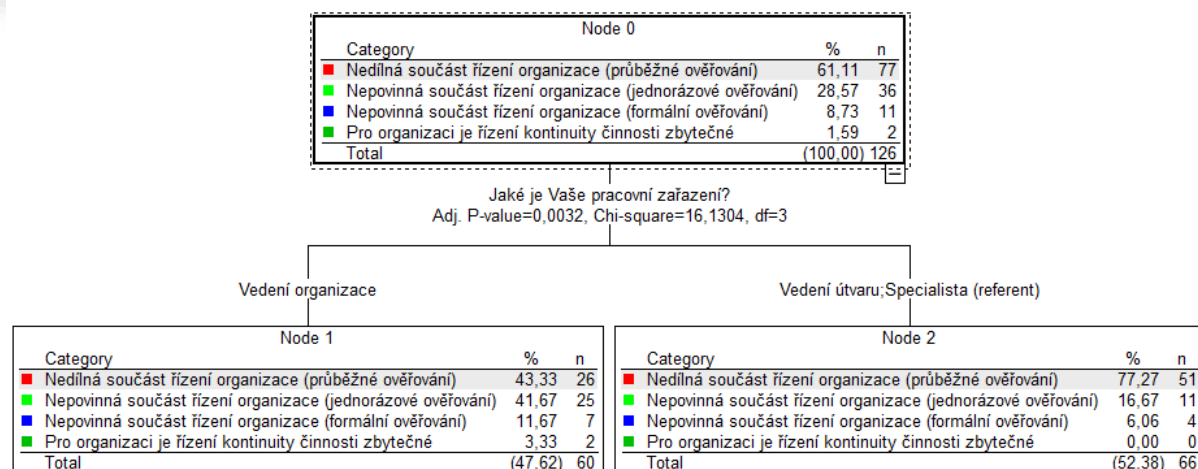 Node 0
Category % n
Nedílná součást řízení organizace (průběžné ověřování) 61,11 77
Nepovinná součást řízení organizace (jednorázové ověřování) 28,57 36
Nepovinná součást řízení organizace (formální ověřování) 8,73 11
Pro organizaci je řízení kontinuity činnosti zbytečné 1,59 2
Total (100,00) 126
Jaké je Vaše pracovní zařazení?
Adj. P-value=0,0032, Chi-square=16,1304, df=3
Vedení organizace
Vedení útvaru;Specialista (referent)
Node 1
Category % n
Nedílná součást řízení organizace (průběžné ověřování) 43,33 26
Nepovinná součást řízení organizace (jednorázové ověřování) 41,67 25
Nepovinná součást řízení organizace (formální ověřování) 11,67 7
Pro organizaci je řízení kontinuity činnosti zbytečné 3,33 2
Total (47,62) 60
Node 2
Category % n
Nedílná součást řízení organizace (průběžné ověřování) 77,27 51
Nepovinná součást řízení organizace (jednorázové ověřování) 16,67 11
Nepovinná součást řízení organizace (formální ověřování) 6,06 4
Pro organizaci je řízení kontinuity činnosti zbytečné 0,00 0
Total (52,38) 66